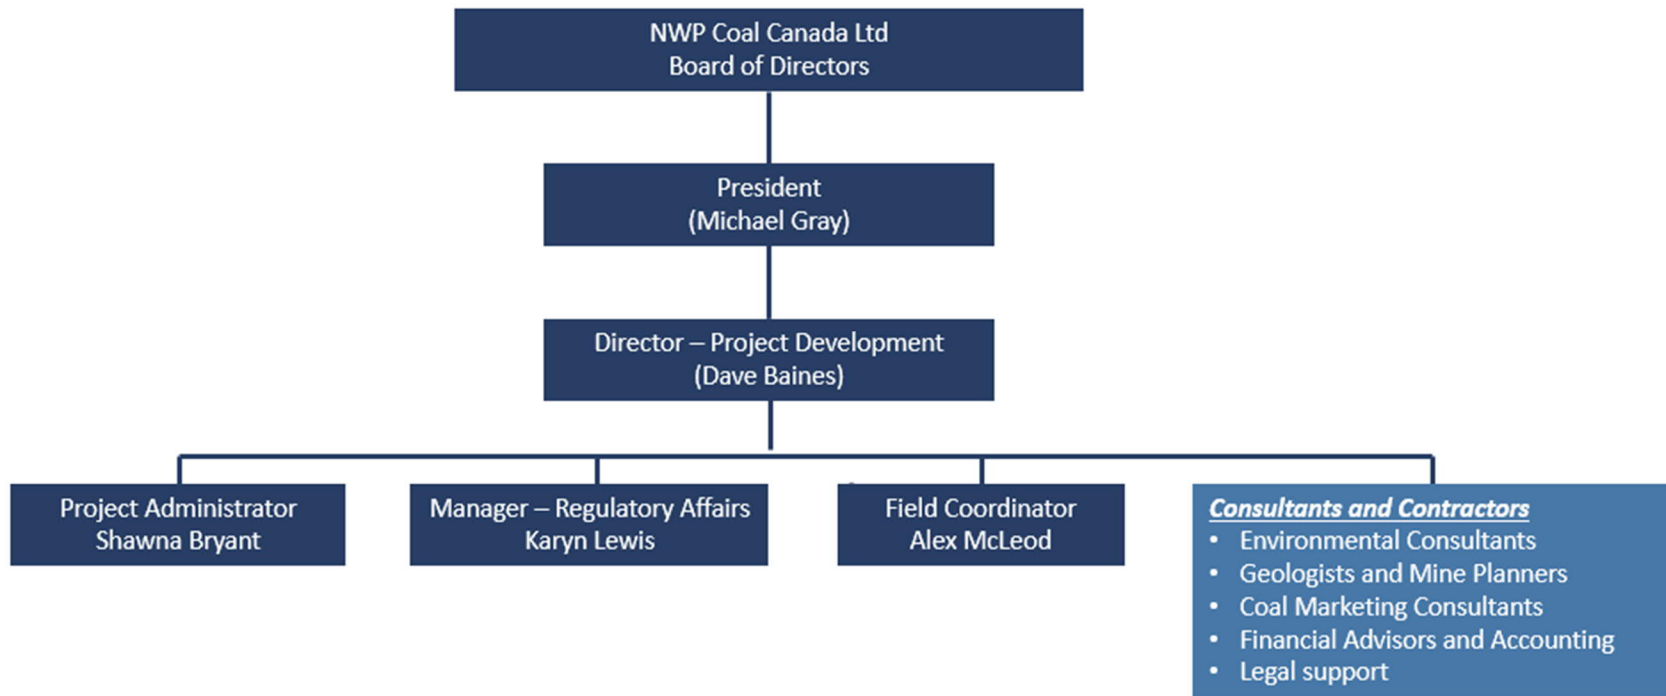 NWP Coal Canada Ltd
Board of Directors
President
(Michael Gray)
Director – Project Development
(Dave Baines)
Project Administrator
Shawna Bryant
Manager – Regulatory Affairs
Karyn Lewis
Field Coordinator
Alex McLeod
Consultants and Contractors
• Environmental Consultants
• Geologists and Mine Planners
• Coal Marketing Consultants
• Financial Advisors and Accounting
• Legal support